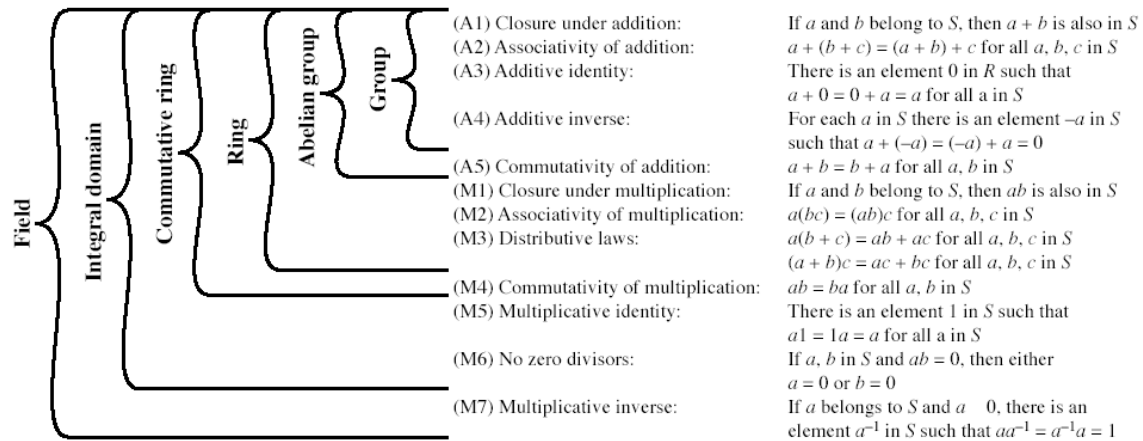 Field
Integral domain
Commutative ring
Ring
Abelian group
Group
(A1) Closure under addition: If a and b belong to S, then a + b is also in S
(A2) Associativity of addition: a + (b + c) = (a + b) + c for all a, b, c in S
(A3) Additive identity: There is an element 0 in R such that
a + 0 = 0 + a = a for all a in S
(A4) Additive inverse: For each a in S there is an element –a in S
such that a + (–a) = (–a) + a = 0
(A5) Commutativity of addition: a + b = b + a for all a, b in S
(M1) Closure under multiplication: If a and b belong to S, then ab is also in S
(M2) Associativity of multiplication: a(bc) = (ab)c for all a, b, c in S
(M3) Distributive laws: a(b + c) = ab + ac for all a, b, c in S
(a + b)c = ac + bc for all a, b, c in S
(M4) Commutativity of multiplication: ab = ba for all a, b in S
(M5) Multiplicative identity: There is an element 1 in S such that
a1 = 1a = a for all a in S
(M6) No zero divisors: If a, b in S and ab = 0, then either
a = 0 or b = 0
(M7) Multiplicative inverse: If a belongs to S and a 0, there is an
element a⁻¹ in S such that aa⁻¹ = a⁻¹a = 1